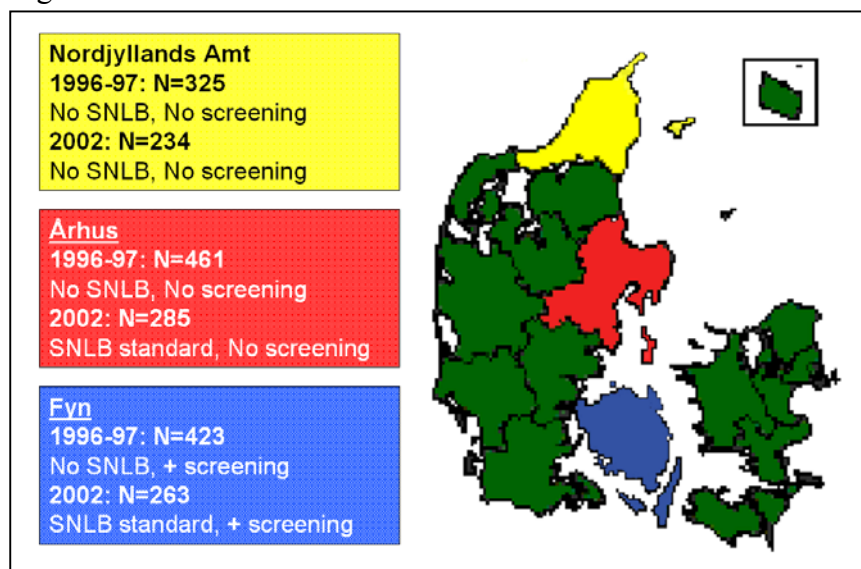 Nordjyllands Amt
1996-97: N=325
No SNLB, No screening
2002: N=234
No SNLB, No screening
Århus
1996-97: N=461
No SNLB, No screening
2002: N=285
SNLB standard, No screening
Fyn
1996-97: N=423
No SNLB, + screening
2002: N=263
SNLB standard, + screening